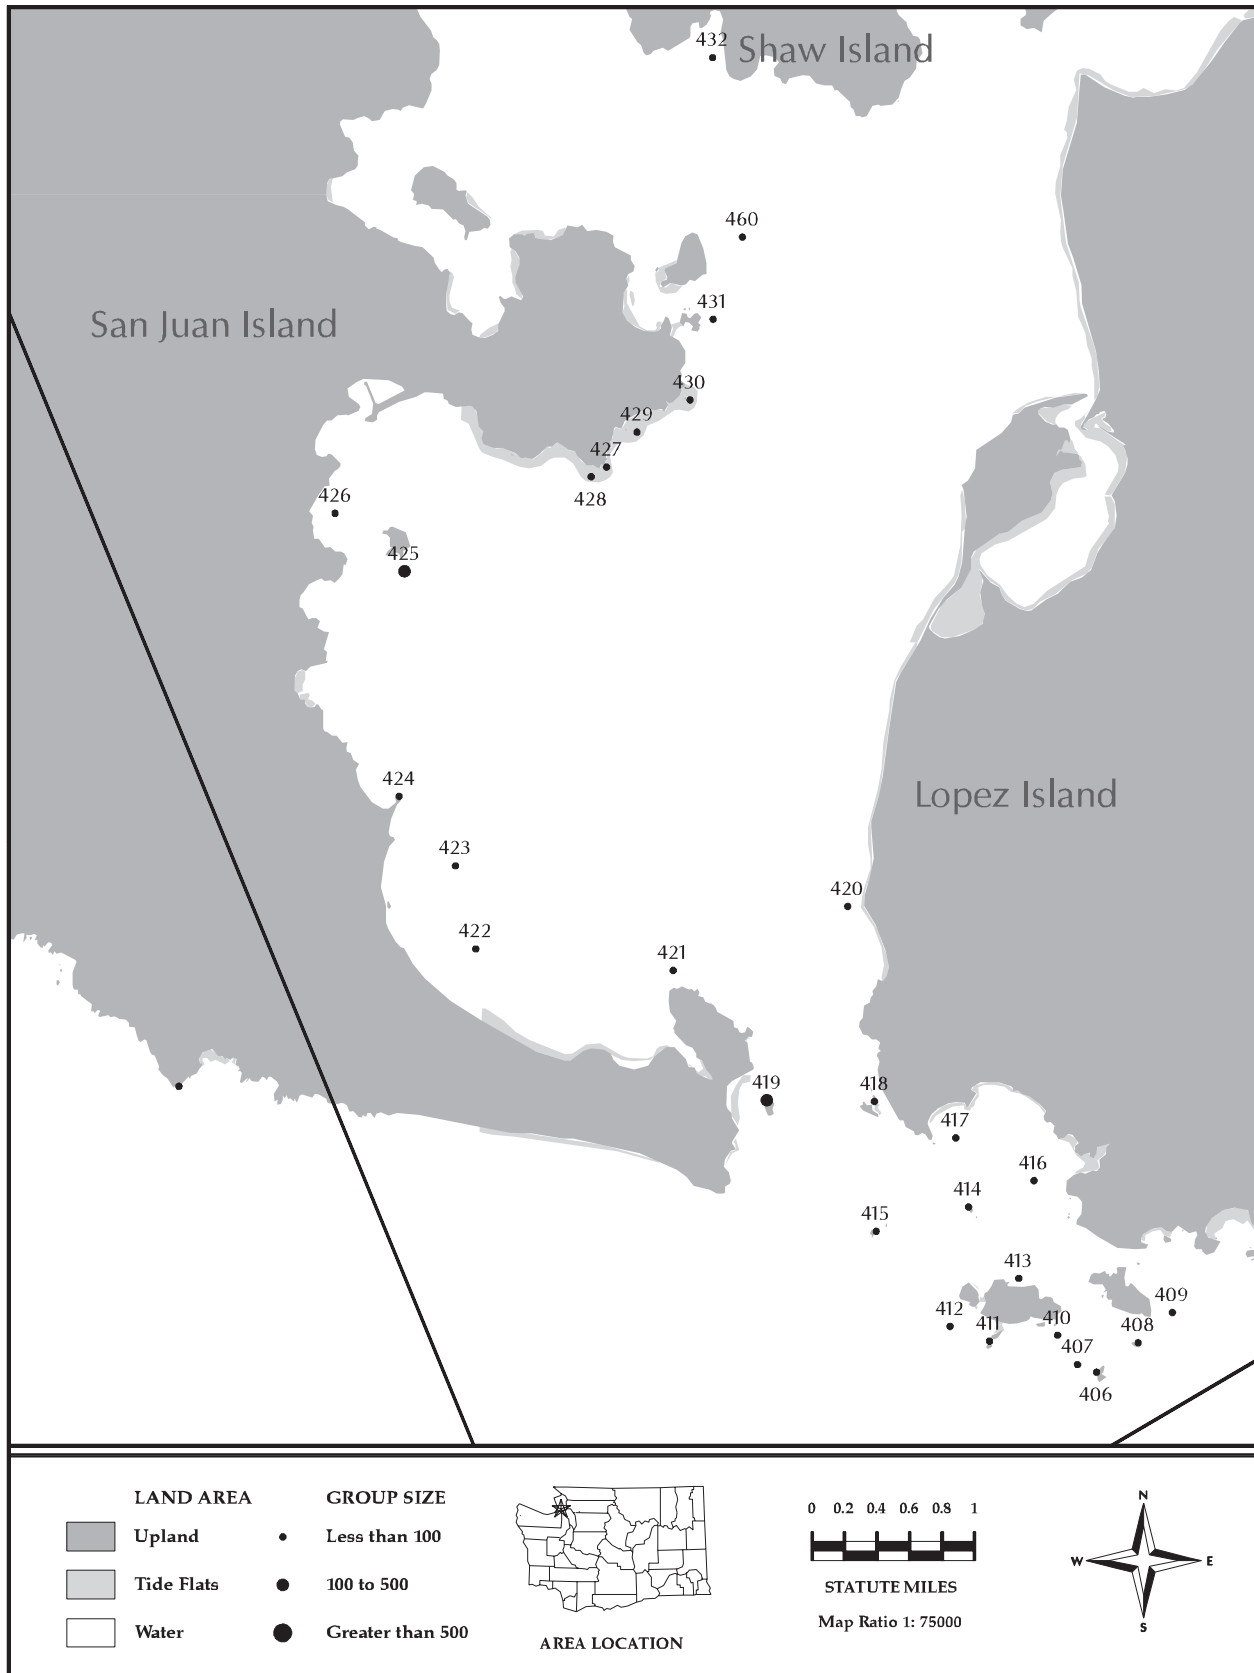 432
Shaw Island
460
San Juan Island
431
430
429
427
428
426
425
424
Lopez Island
423
420
422
421
419
418
417
416
414
415
413
409
412
411
410
408
407
406
LAND AREA
Upland
Tide Flats
Water
GROUP SIZE
Less than 100
100 to 500
Greater than 500
AREA LOCATION
0 0.2 0.4 0.6 0.8 1
STATUTE MILES
Map Ratio 1: 75000
N
W
E
S